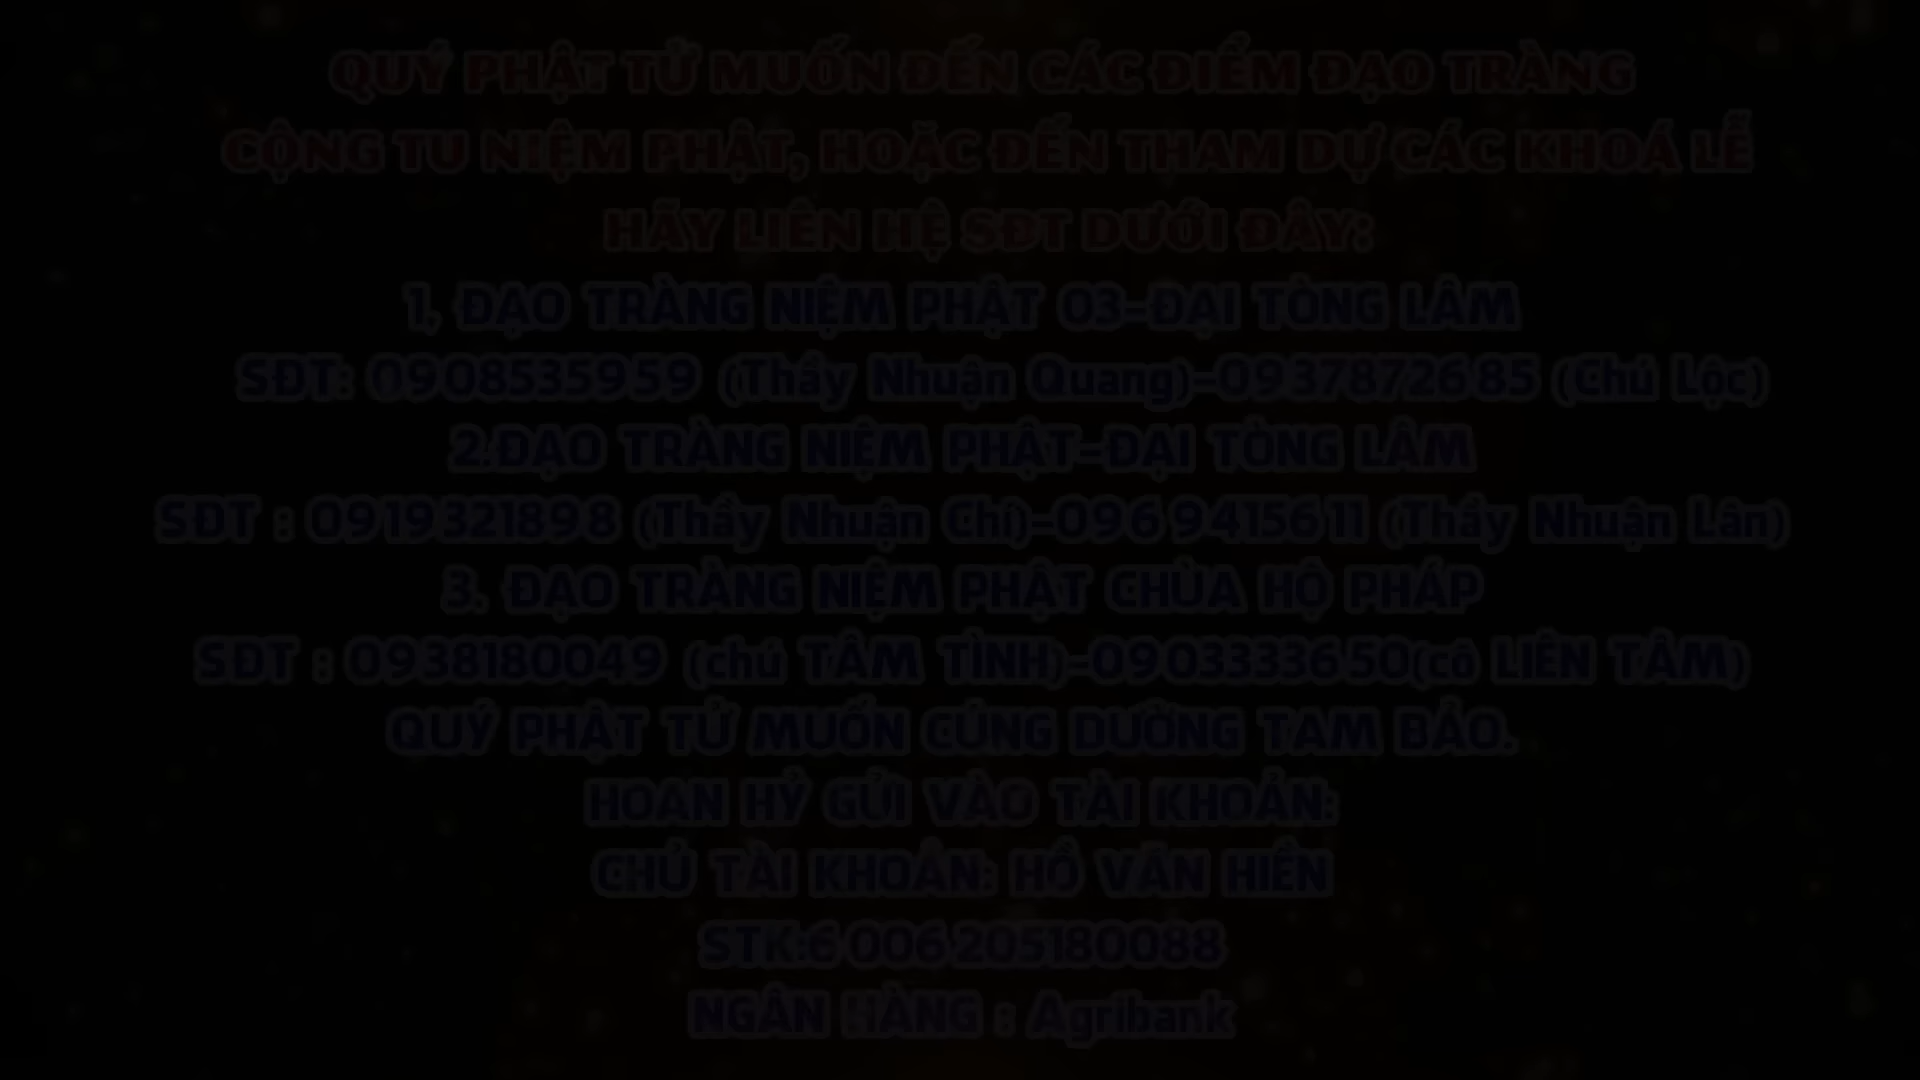 QUÝ PHẬT TỬ MUỐN ĐẾN CÁC ĐIỂM ĐẠO TRÀNG
CỘNG TU NIỆM PHẬT, HOẶC ĐẾN THAM DỰ CÁC KHOÁ LỄ
HÃY LIÊN HỆ SĐT DƯỚI ĐÂY:
1, ĐẠO TRÀNG NIỆM PHẬT 03-ĐẠI TÒNG LÂM
SĐT: 0908535959 (Thầy Nhuận Quang)-0937872685 (Chú Lộc)
2.ĐẠO TRÀNG NIỆM PHẬT-ĐẠI TÒNG LÂM
SĐT : 0919321898 (Thầy Nhuận Chí)-0969415611 (Thầy Nhuận Lân)
3, ĐẠO TRÀNG NIỆM PHẬT CHÙA HỘ PHÁP
SĐT : 0938180049 (chú TÂM TÌNH)-0903333650(cô LIÊN TÂM)
QUÝ PHẬT TỬ MUỐN CÚNG DƯỜNG TAM BẢO.
HOAN HỶ GỬI VÀO TÀI KHOẢN:
CHỦ TÀI KHOẢN: HỒ VĂN HIỀN
STK:6006205180088
NGÂN HÀNG : Agribank